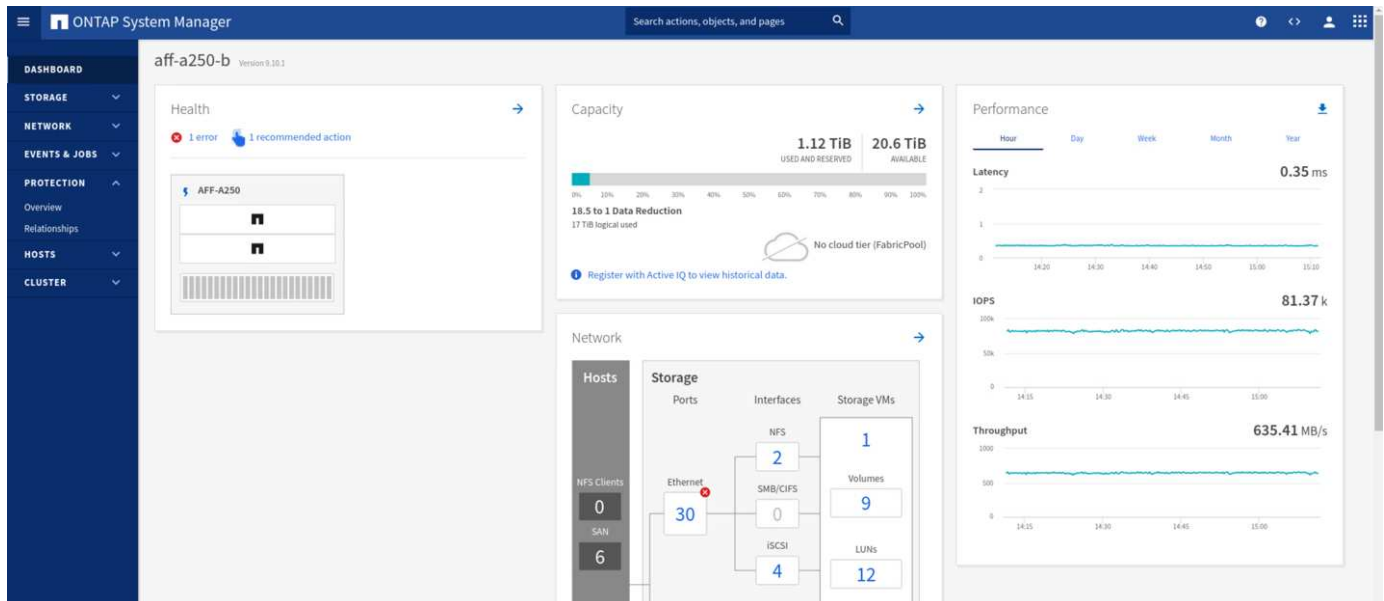 ONTAP System Manager
Search actions, objects, and pages
DASHBOARD
STORAGE
NETWORK
EVENTS & JOBS
PROTECTION
Overview
Relationships
HOSTS
CLUSTER
aff-a250-b Version 9.10.1
Health
1 error 1 recommended action
AFF-A250
Capacity
1.12 TiB 20.6 TiB
USED AND RESERVED AVAILABLE
0% 10% 20% 30% 40% 50% 60% 70% 80% 90% 100%
18.5 to 1 Data Reduction
17 TiB logical used
No cloud tier (FabricPool)
Register with Active IQ to view historical data.
Network
Hosts
Storage
Ports Interfaces Storage VMs
NFS
2
1
NFS Clients
0
SAN
6
Ethernet
30
SMB/CIFS
0
Volumes
9
iSCSI
4
LUNs
12
Performance
Hour Day Week Month Year
Latency 0.35 ms
2
1
0
14:20 14:30 14:40 14:50 15:00 15:10
IOPS 81.37 k
100k
50k
0
14:15 14:30 14:45 15:00
Throughput 635.41 MB/s
1000
500
0
14:15 14:30 14:45 15:00